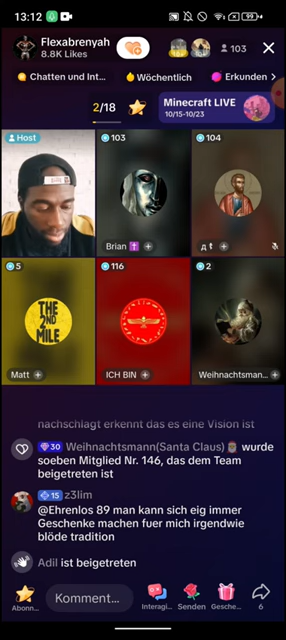 13:12
99
Flexabrenyah
8.8K Likes
103
Chatten und Int...
Wöchentlich
Erkunden
2/18
Minecraft LIVE
10/15-10/23
Host
103
104
Brian
д t
5
116
2
THE
2ND
MILE
Matt
ICH BIN
Weihnachtsman...
nachschlagt erkennt das es eine Vision ist
30 Weihnachtsmann(Santa Claus) wurde
soeben Mitglied Nr. 146, das dem Team
beigetreten ist
15 z3lim
@Ehrenlos 89 man kann sich eig immer
Geschenke machen fuer mich irgendwie
blöde tradition
Adil ist beigetreten
Komment...
Abonn...
Interagi...
Senden
Gesche...
6